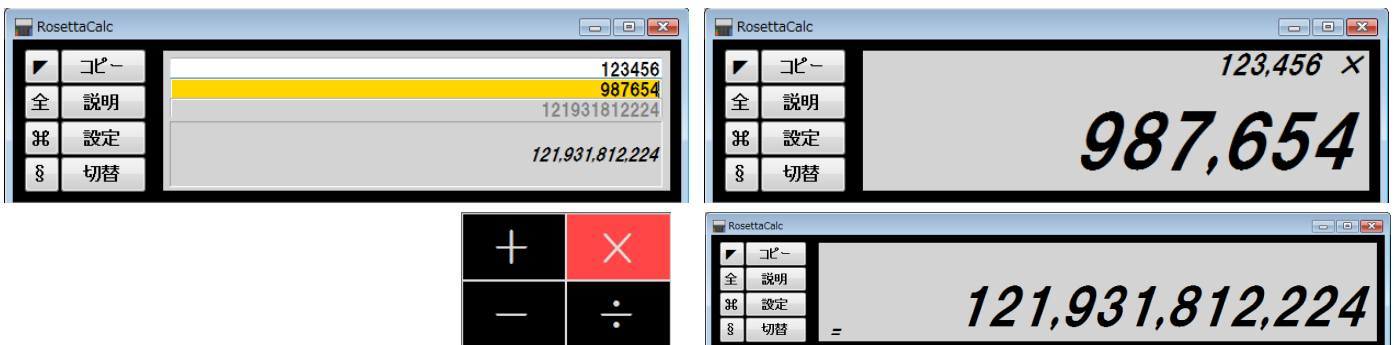 RosettaCalc
コピー
123456
987654
全 説明
121931812224
⌘ 設定
121,931,812,224
§ 切替
RosettaCalc
コピー
123,456 ×
全 説明
987,654
⌘ 設定
§ 切替
+ ×
− ÷
RosettaCalc
コピー
全 説明
121,931,812,224
⌘ 設定
§ 切替
=